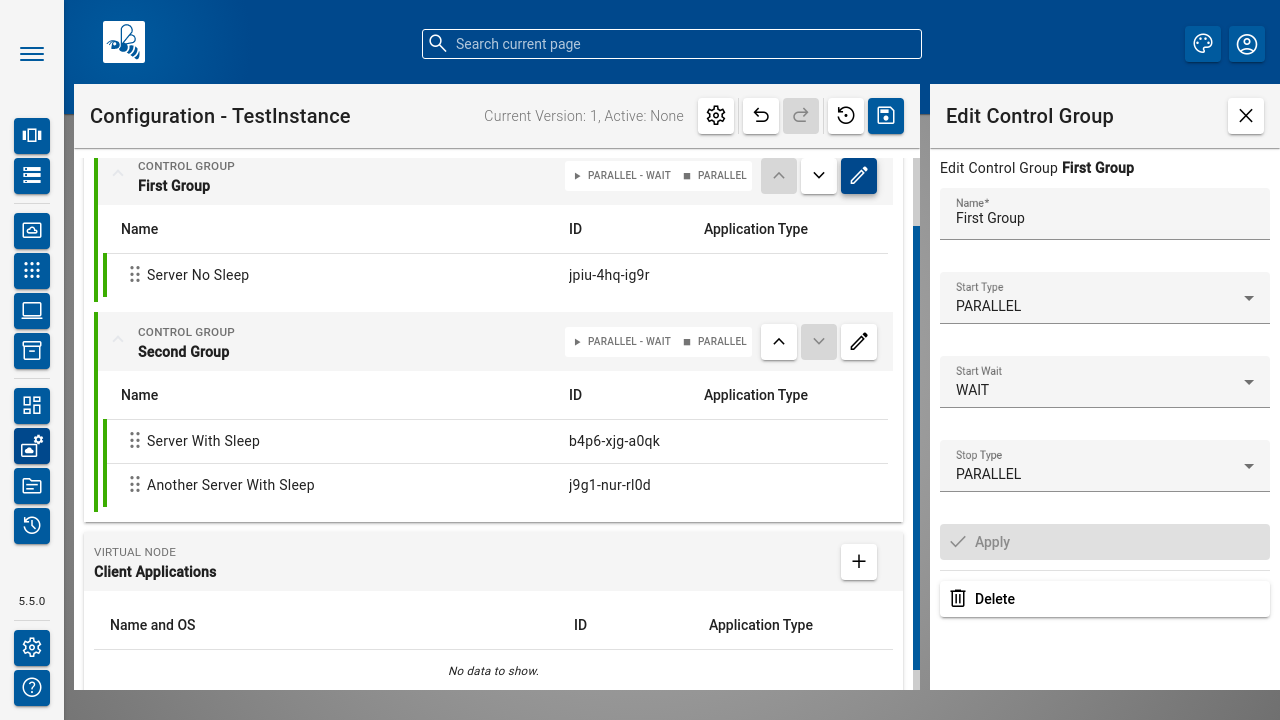 Search current page
Configuration - TestInstance
Current Version: 1, Active: None
CONTROL GROUP
First Group
PARALLEL - WAIT PARALLEL
Name ID Application Type
Server No Sleep jpiu-4hq-ig9r
CONTROL GROUP
Second Group
PARALLEL - WAIT PARALLEL
Name ID Application Type
Server With Sleep b4p6-xjg-a0qk
Another Server With Sleep j9g1-nur-rl0d
VIRTUAL NODE
Client Applications
Name and OS ID Application Type
No data to show.
Edit Control Group
Edit Control Group First Group
Name*
First Group
Start Type
PARALLEL
Start Wait
WAIT
Stop Type
PARALLEL
Apply
Delete
5.5.0